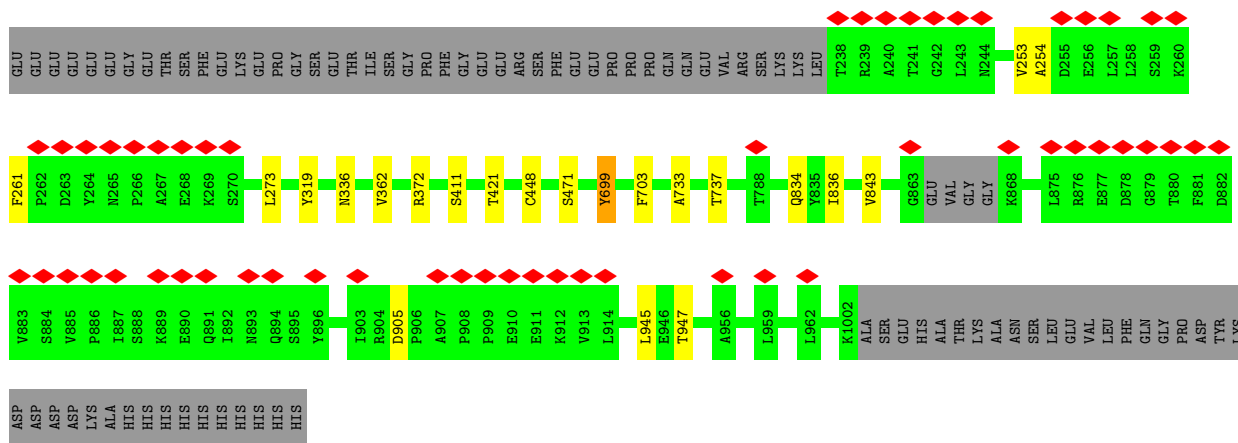 GLU GLU GLU GLU GLU GLU GLY GLU THR SER PHE GLU LYS GLU PRO GLY SER GLU THR ILE SER GLY PRO PHE GLY GLU GLU ARG SER PHE GLU GLU PRO PRO PRO GLN GLN GLU VAL ARG SER LYS LYS LEU T238 R239 A240 T241 G242 L243 N244 V253 A254 D255 E256 L257 L258 S259 K260
F261 P262 D263 Y264 N265 P266 A267 E268 K269 S270 L273 Y319 N336 V362 R372 S411 T421 C448 S471 Y699 F703 A733 T737 T788 Q834 Y835 I836 V843 G863 GLU VAL GLY GLY K868 L875 R876 E877 D878 G879 T880 F881 D882
V883 S884 V885 P886 I887 S888 K889 E890 Q891 I892 N893 Q894 S895 Y896 I903 R904 D905 P906 A907 P908 P909 E910 E911 K912 V913 L914 L945 E946 T947 A956 L959 L962 K1002 ALA SER GLU HIS ALA THR LYS ALA ASN SER LEU GLU VAL LEU PHE GLN GLY PRO ASP TYR
ASP ASP ASP ASP LYS ALA HIS HIS HIS HIS HIS HIS HIS HIS HIS